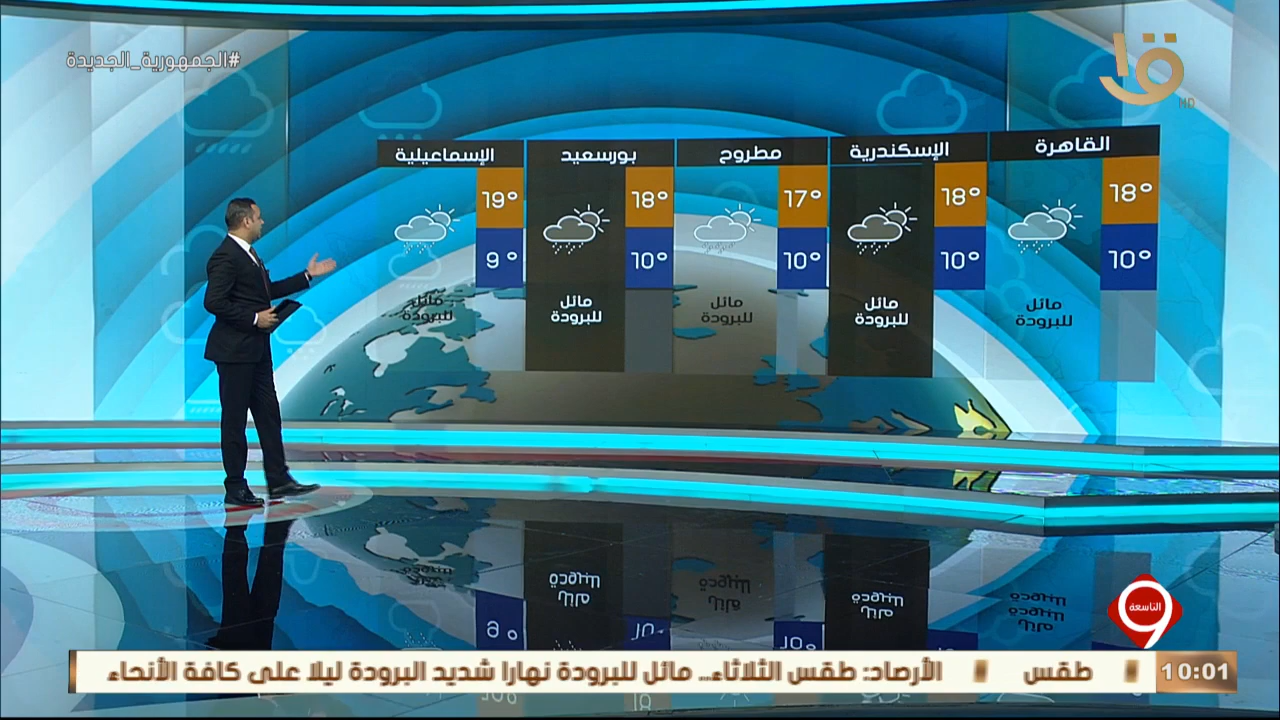 #الجمهورية_الجديدة
ق١
HD
القاهرة
18°
10°
مائل
للبرودة
الإسكندرية
18°
10°
مائل
للبرودة
مطروح
17°
10°
مائل
للبرودة
بورسعيد
18°
10°
مائل
للبرودة
الإسماعيلية
19°
9°
مائل
للبرودة
التاسعة
9
10:01
طقس
الأرصاد: طقس الثلاثاء.. مائل للبرودة نهارا شديد البرودة ليلا على كافة الأنحاء